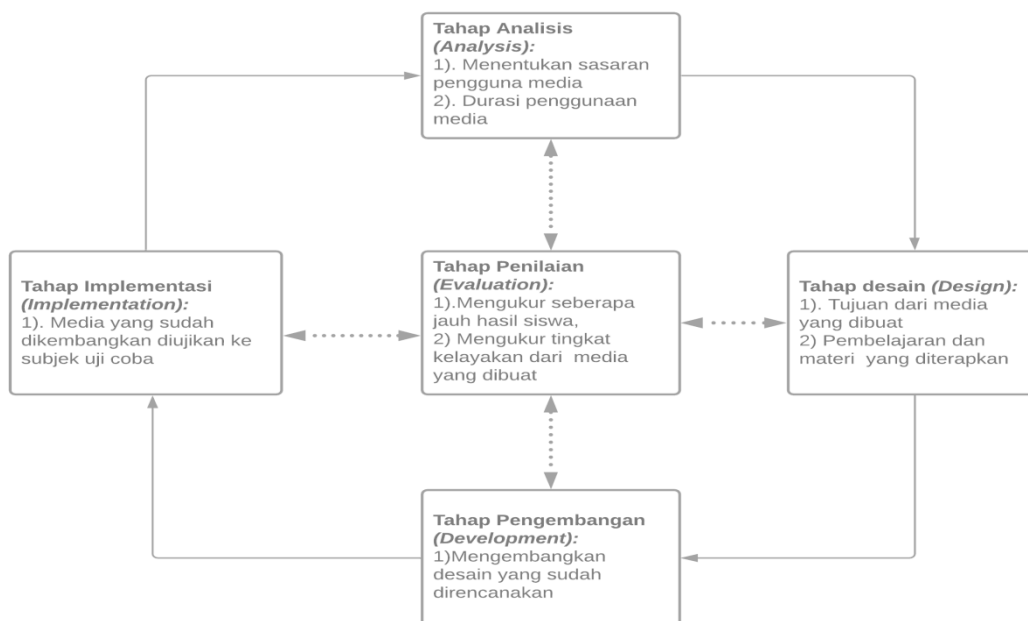 Tahap Analisis
(Analysis):
1). Menentukan sasaran
pengguna media
2). Durasi penggunaan
media
Tahap Implementasi
(Implementation):
1). Media yang sudah
dikembangkan diujikan ke
subjek uji coba
Tahap Penilaian
(Evaluation):
1).Mengukur seberapa
jauh hasil siswa,
2) Mengukur tingkat
kelayakan dari  media
yang dibuat
Tahap desain (Design):
1). Tujuan dari media
yang dibuat
2) Pembelajaran dan
materi  yang diterapkan
Tahap Pengembangan
(Development):
1)Mengembangkan
desain yang sudah
direncanakan